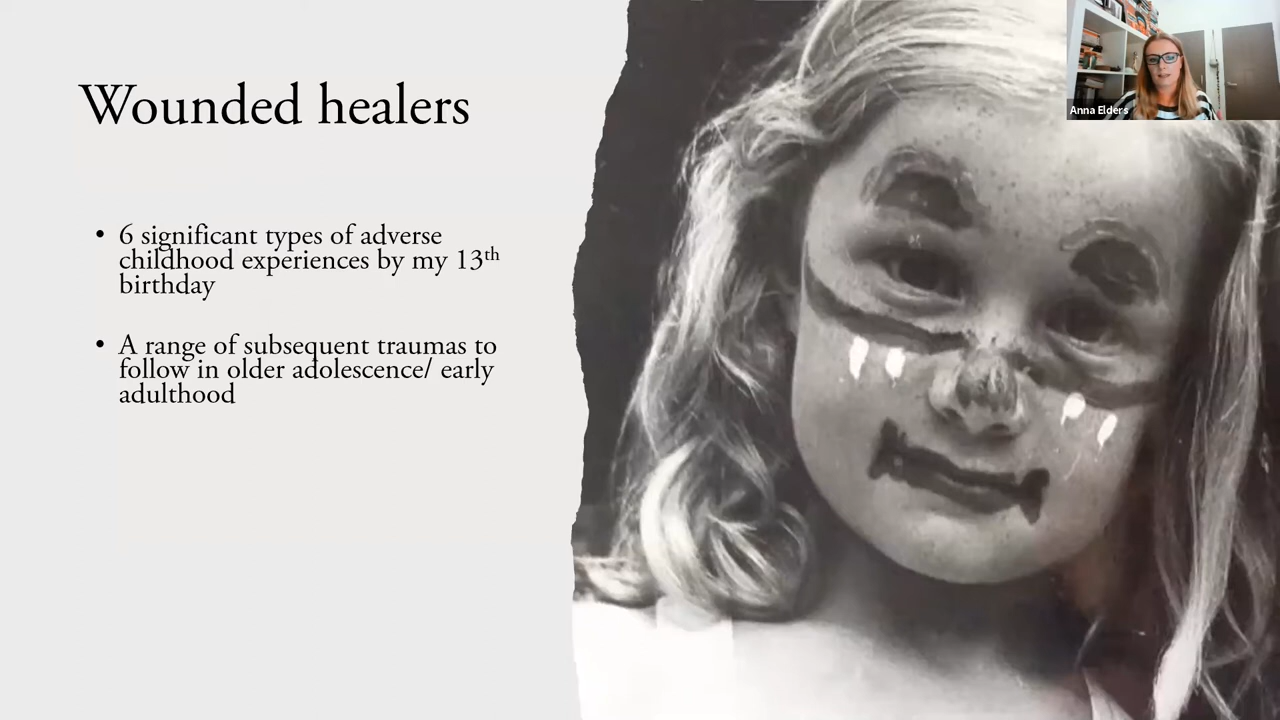 Wounded healers
• 6 significant types of adverse
childhood experiences by my 13th
birthday
• A range of subsequent traumas to
follow in older adolescence/ early
adulthood
Anna Elders